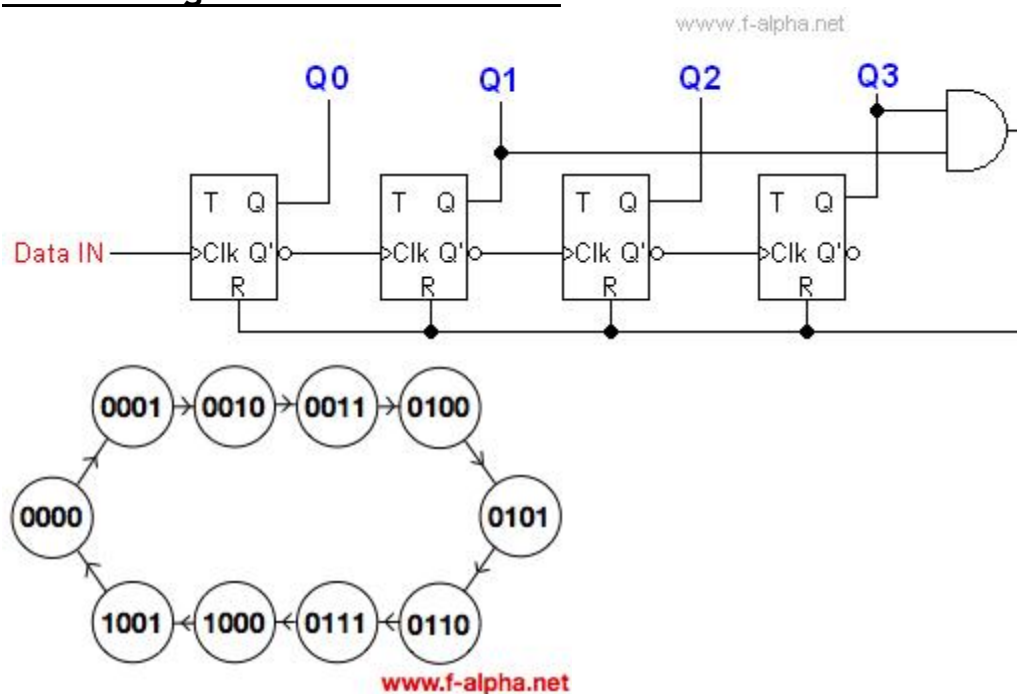 www.f-alpha.net
Q0 Q1 Q2 Q3
T Q T Q T Q T Q
Data IN Clk Q' Clk Q' Clk Q' Clk Q'
R R R R
0001 0010 0011 0100
0000 0101
1001 1000 0111 0110
www.f-alpha.net